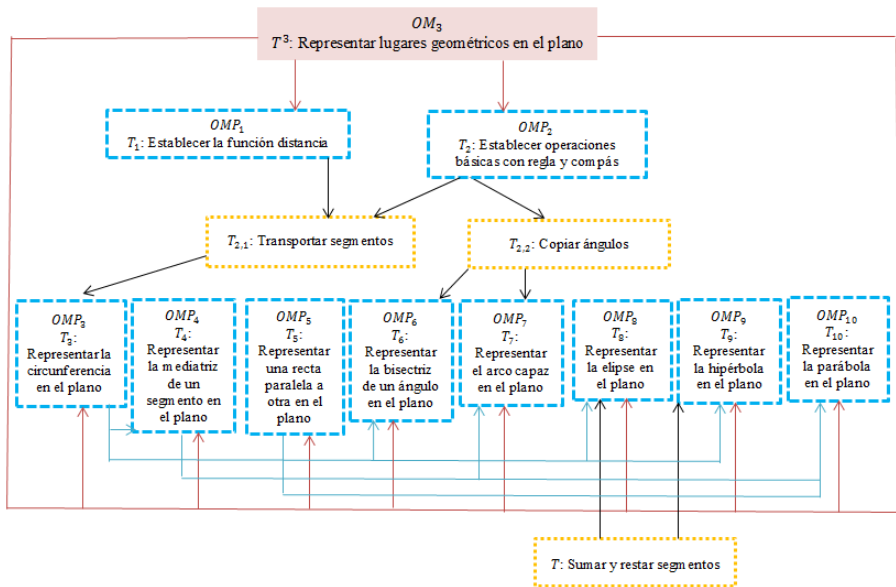 OM₃
T³: Representar lugares geométricos en el plano
OMP₁
T₁: Establecer la función distancia
OMP₂
T₂: Establecer operaciones
básicas con regla y compás
T₂,₁: Transportar segmentos
T₂,₂: Copiar ángulos
OMP₃
T₃:
Representar la
circunferencia
en el plano
OMP₄
T₄:
Representar
la mediatriz
de un
segmento en
el plano
OMP₅
T₅:
Representar
una recta
paralela a
otra en el
plano
OMP₆
T₆:
Representar
la bisectriz
de un ángulo
en el plano
OMP₇
T₇:
Representar
el arco capaz
en el plano
OMP₈
T₈:
Representar
la elipse en
el plano
OMP₉
T₉:
Representar
la hipérbola
en el plano
OMP₁₀
T₁₀:
Representar
la parábola
en el plano
T: Sumar y restar segmentos